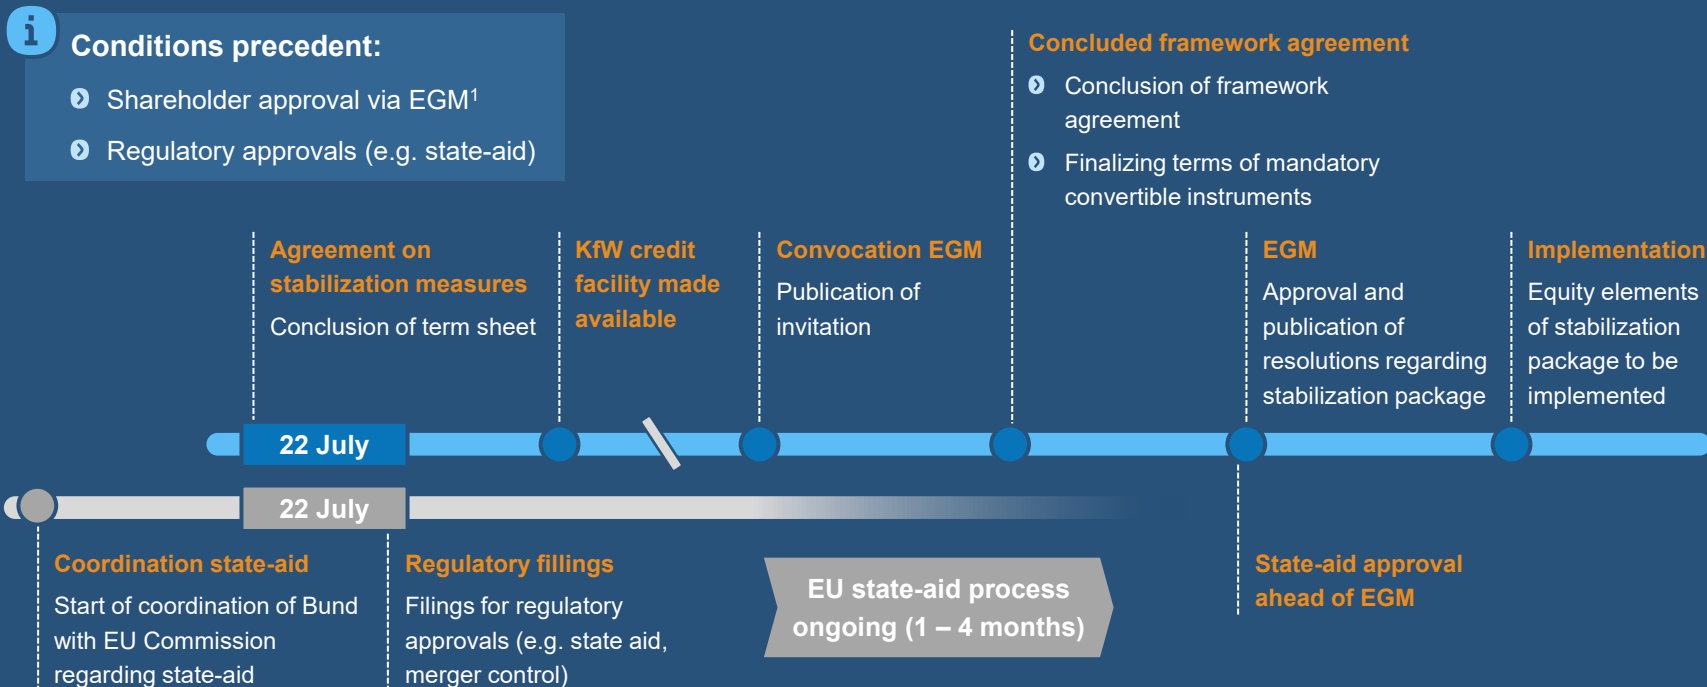 i
Conditions precedent:
Shareholder approval via EGM¹
Regulatory approvals (e.g. state-aid)
Concluded framework agreement
Conclusion of framework
agreement
Finalizing terms of mandatory
convertible instruments
Agreement on
stabilization measures
Conclusion of term sheet
KfW credit
facility made
available
Convocation EGM
Publication of
invitation
EGM
Approval and
publication of
resolutions regarding
stabilization package
Implementation
Equity elements
of stabilization
package to be
implemented
22 July
22 July
Coordination state-aid
Start of coordination of Bund
with EU Commission
regarding state-aid
Regulatory fillings
Filings for regulatory
approvals (e.g. state aid,
merger control)
EU state-aid process
ongoing (1 – 4 months)
State-aid approval
ahead of EGM